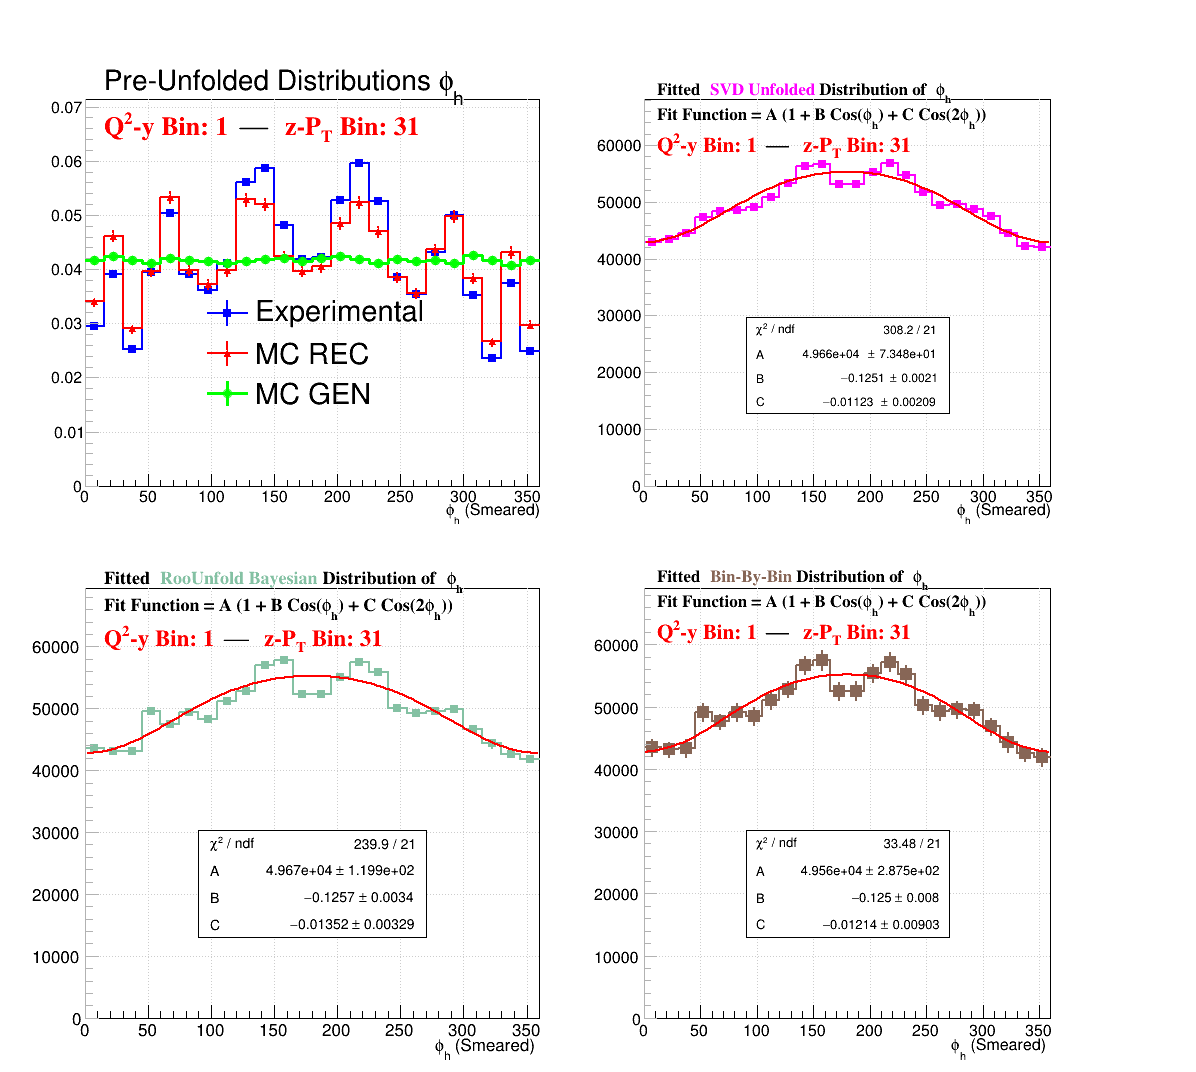 Pre-Unfolded Distributions ϕh
Q²-y Bin: 1 — z-PT Bin: 31
0.07
0.06
0.05
0.04
0.03
0.02
0.01
0
Experimental
MC REC
MC GEN
0 50 100 150 200 250 300 350
ϕh (Smeared)
Fitted SVD Unfolded Distribution of ϕh
Fit Function = A (1 + B Cos(ϕh) + C Cos(2ϕh))
Q²-y Bin: 1 — z-PT Bin: 31
60000
50000
40000
30000
20000
10000
0
χ² / ndf 308.2 / 21
A 4.966e+04 ± 7.348e+01
B −0.1251 ± 0.0021
C −0.01123 ± 0.00209
0 50 100 150 200 250 300 350
ϕh (Smeared)
Fitted RooUnfold Bayesian Distribution of ϕh
Fit Function = A (1 + B Cos(ϕh) + C Cos(2ϕh))
Q²-y Bin: 1 — z-PT Bin: 31
60000
50000
40000
30000
20000
10000
0
χ² / ndf 239.9 / 21
A 4.967e+04 ± 1.199e+02
B −0.1257 ± 0.0034
C −0.01352 ± 0.00329
0 50 100 150 200 250 300 350
ϕh (Smeared)
Fitted Bin-By-Bin Distribution of ϕh
Fit Function = A (1 + B Cos(ϕh) + C Cos(2ϕh))
Q²-y Bin: 1 — z-PT Bin: 31
60000
50000
40000
30000
20000
10000
0
χ² / ndf 33.48 / 21
A 4.956e+04 ± 2.875e+02
B −0.125 ± 0.008
C −0.01214 ± 0.00903
0 50 100 150 200 250 300 350
ϕh (Smeared)